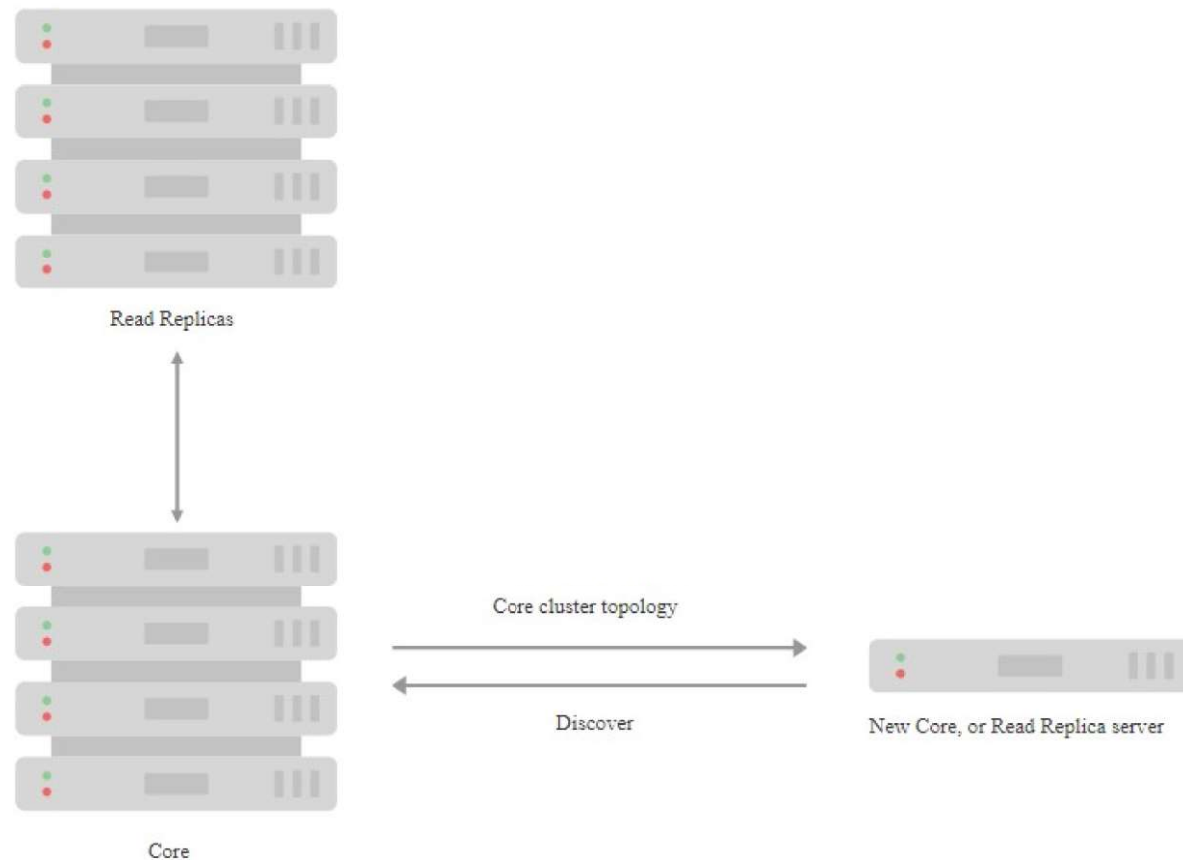 Read Replicas
Core cluster topology
Discover
New Core, or Read Replica server
Core